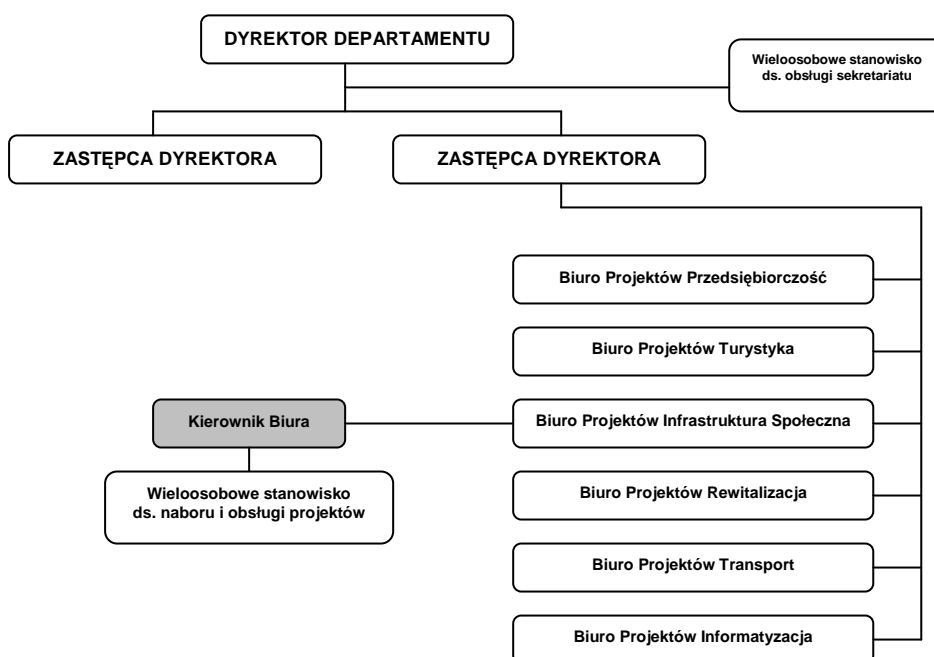 DYREKTOR DEPARTAMENTU
Wieloosobowe stanowisko
ds. obsługi sekretariatu
ZASTĘPCA DYREKTORA
ZASTĘPCA DYREKTORA
Biuro Projektów Przedsiębiorczość
Biuro Projektów Turystyka
Kierownik Biura
Biuro Projektów Infrastruktura Społeczna
Wieloosobowe stanowisko
ds. naboru i obsługi projektów
Biuro Projektów Rewitalizacja
Biuro Projektów Transport
Biuro Projektów Informatyzacja